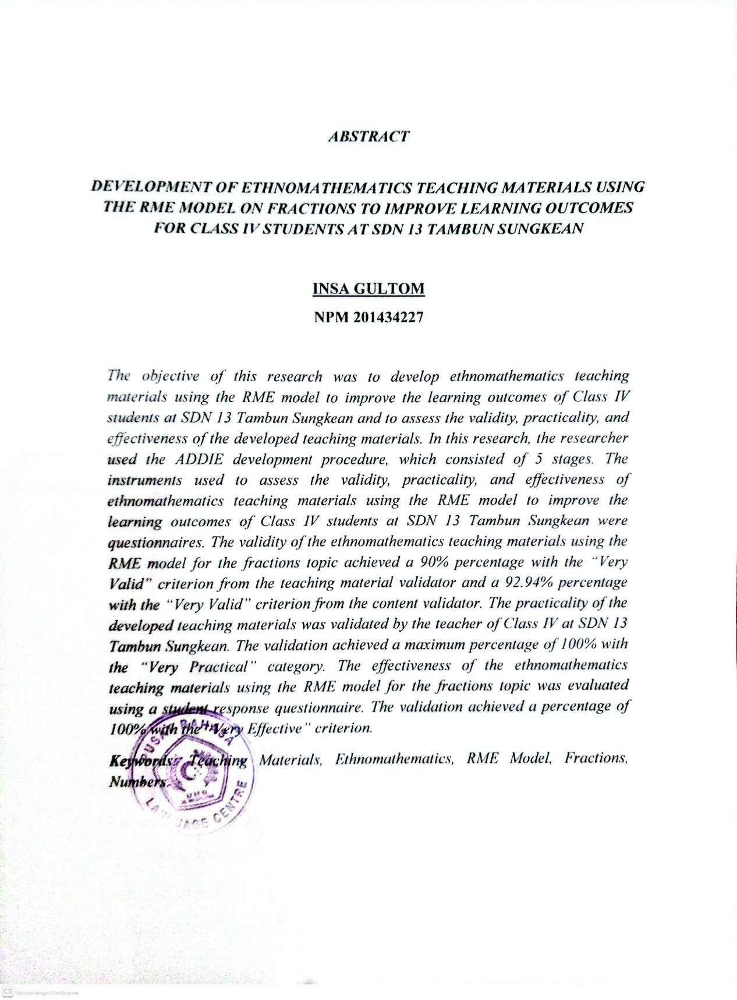 ABSTRACT
DEVELOPMENT OF ETHNOMATHEMATICS TEACHING MATERIALS USING
THE RME MODEL ON FRACTIONS TO IMPROVE LEARNING OUTCOMES
FOR CLASS IV STUDENTS AT SDN 13 TAMBUN SUNGKEAN
INSA GULTOM
NPM 201434227
The objective of this research was to develop ethnomathematics teaching
materials using the RME model to improve the learning outcomes of Class IV
students at SDN 13 Tambun Sungkean and to assess the validity, practicality, and
effectiveness of the developed teaching materials. In this research, the researcher
used the ADDIE development procedure, which consisted of 5 stages. The
instruments used to assess the validity, practicality, and effectiveness of
ethnomathematics teaching materials using the RME model to improve the
learning outcomes of Class IV students at SDN 13 Tambun Sungkean were
questionnaires. The validity of the ethnomathematics teaching materials using the
RME model for the fractions topic achieved a 90% percentage with the “Very
Valid” criterion from the teaching material validator and a 92.94% percentage
with the “Very Valid” criterion from the content validator. The practicality of the
developed teaching materials was validated by the teacher of Class IV at SDN 13
Tambun Sungkean. The validation achieved a maximum percentage of 100% with
the “Very Practical” category. The effectiveness of the ethnomathematics
teaching materials using the RME model for the fractions topic was evaluated
using a student response questionnaire. The validation achieved a percentage of
100% with the “Very Effective” criterion.
Keywords: Teaching Materials, Ethnomathematics, RME Model, Fractions,
Numbers.
PUSAT BAHASA
LANGUAGE CENTRE
CS Dipindai dengan CamScanner